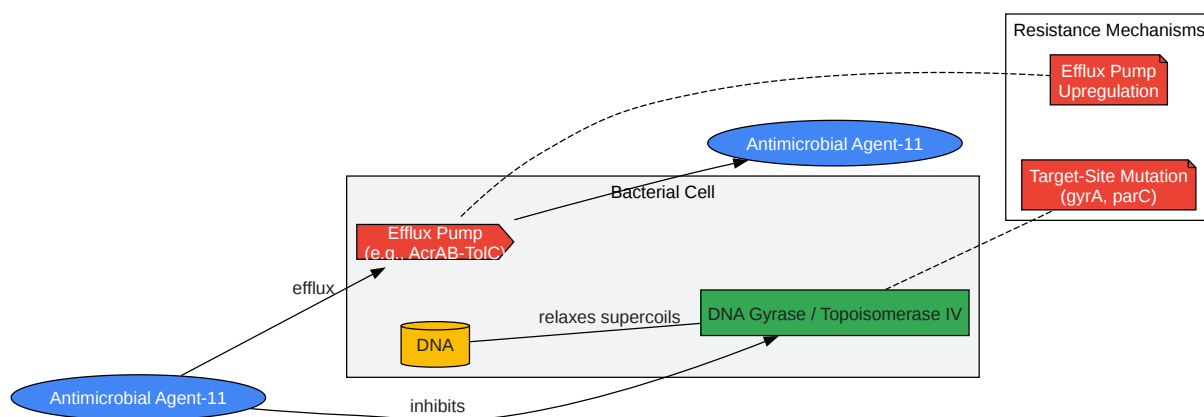 Resistance Mechanisms
Efflux Pump
Upregulation
Antimicrobial Agent-11
Target-Site Mutation
(gyrA, parC)
Bacterial Cell
Efflux Pump
(e.g., AcrAB-TolC)
efflux
DNA Gyrase / Topoisomerase IV
relaxes supercoils
DNA
Antimicrobial Agent-11
inhibits